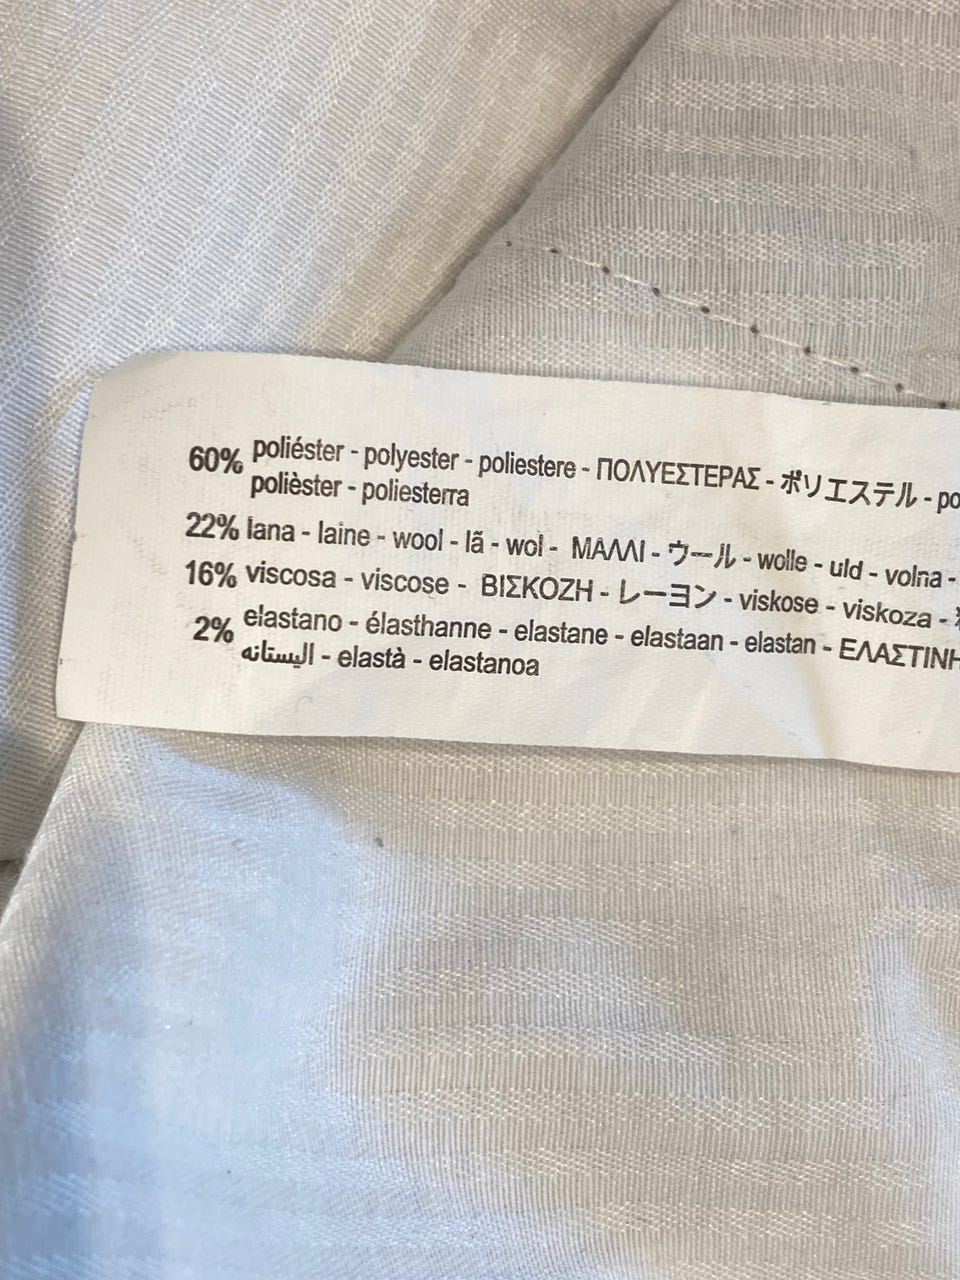 60% poliéster - polyester - poliestere - ΠΟΛΥΕΣΤΕΡΑΣ - ポリエステル - po
polièster - poliesterra
22% lana - laine - wool - lã - wol - ΜΑΛΛΙ - ウール - wolle - uld - volna -
16% viscosa - viscose - ΒΙΣΚΟΖΗ - レーヨン - viskose - viskoza -
2% elastano - élasthanne - elastane - elastaan - elastan - ΕΛΑΣΤΙΝΗ
اليستانه - elastà - elastanoa